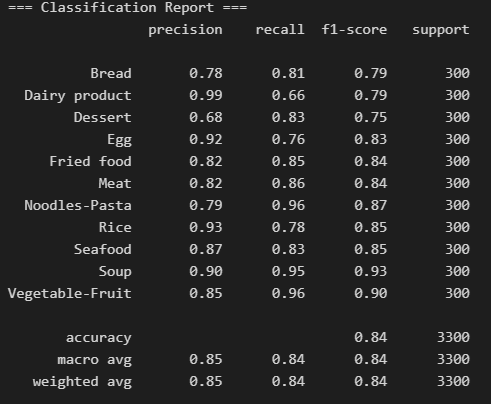 === Classification Report ===
precision recall f1-score support
Bread 0.78 0.81 0.79 300
Dairy product 0.99 0.66 0.79 300
Dessert 0.68 0.83 0.75 300
Egg 0.92 0.76 0.83 300
Fried food 0.82 0.85 0.84 300
Meat 0.82 0.86 0.84 300
Noodles-Pasta 0.79 0.96 0.87 300
Rice 0.93 0.78 0.85 300
Seafood 0.87 0.83 0.85 300
Soup 0.90 0.95 0.93 300
Vegetable-Fruit 0.85 0.96 0.90 300
accuracy 0.84 3300
macro avg 0.85 0.84 0.84 3300
weighted avg 0.85 0.84 0.84 3300